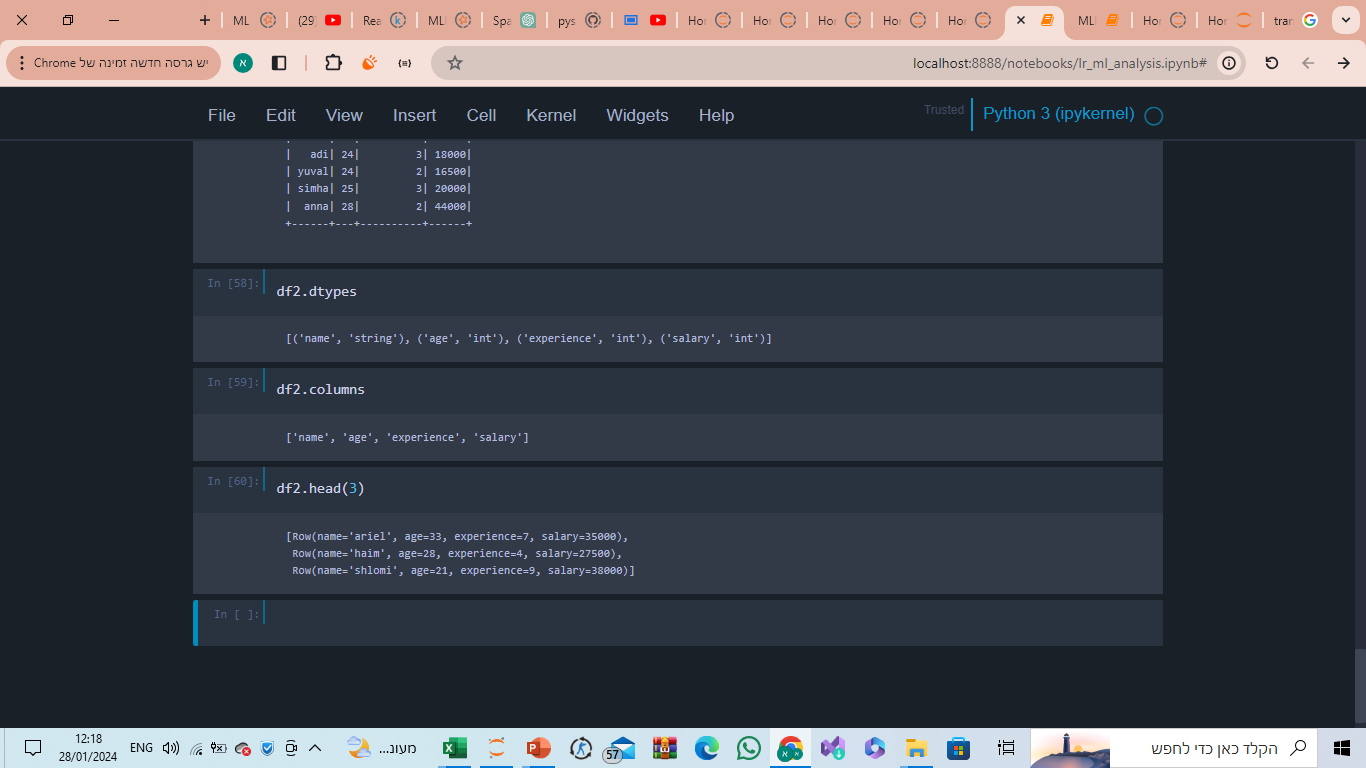 ML
(29)
Rea
ML
Spa
pys
Hor
Hor
Hor
Hor
Hor
ML
Hor
Hor
tran
יש גרסה חדשה זמינה של Chrome
א
localhost:8888/notebooks/lr_ml_analysis.ipynb#
File Edit View Insert Cell Kernel Widgets Help
Trusted
Python 3 (ipykernel)
|   adi| 24|         3| 18000|
| yuval| 24|         2| 16500|
| simha| 25|         3| 20000|
|  anna| 28|         2| 44000|
+------+---+----------+------+
In [58]:
df2.dtypes
[('name', 'string'), ('age', 'int'), ('experience', 'int'), ('salary', 'int')]
In [59]:
df2.columns
['name', 'age', 'experience', 'salary']
In [60]:
df2.head(3)
[Row(name='ariel', age=33, experience=7, salary=35000),
Row(name='haim', age=28, experience=4, salary=27500),
Row(name='shlomi', age=21, experience=9, salary=38000)]
In [ ]:
12:18
28/01/2024
ENG
מעונ...
57
הקלד כאן כדי לחפש